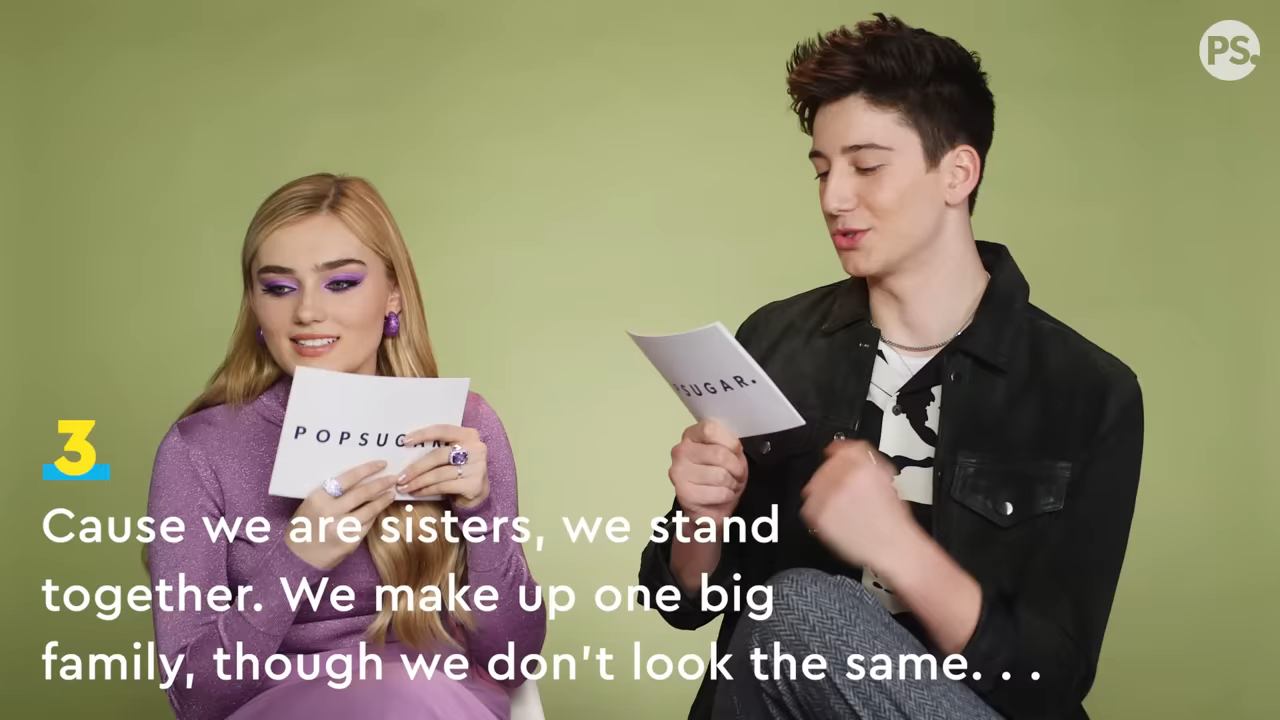 PS.
POPSUGAR.
PSUGAR.
3
Cause we are sisters, we stand
together. We make up one big
family, though we don't look the same. . .